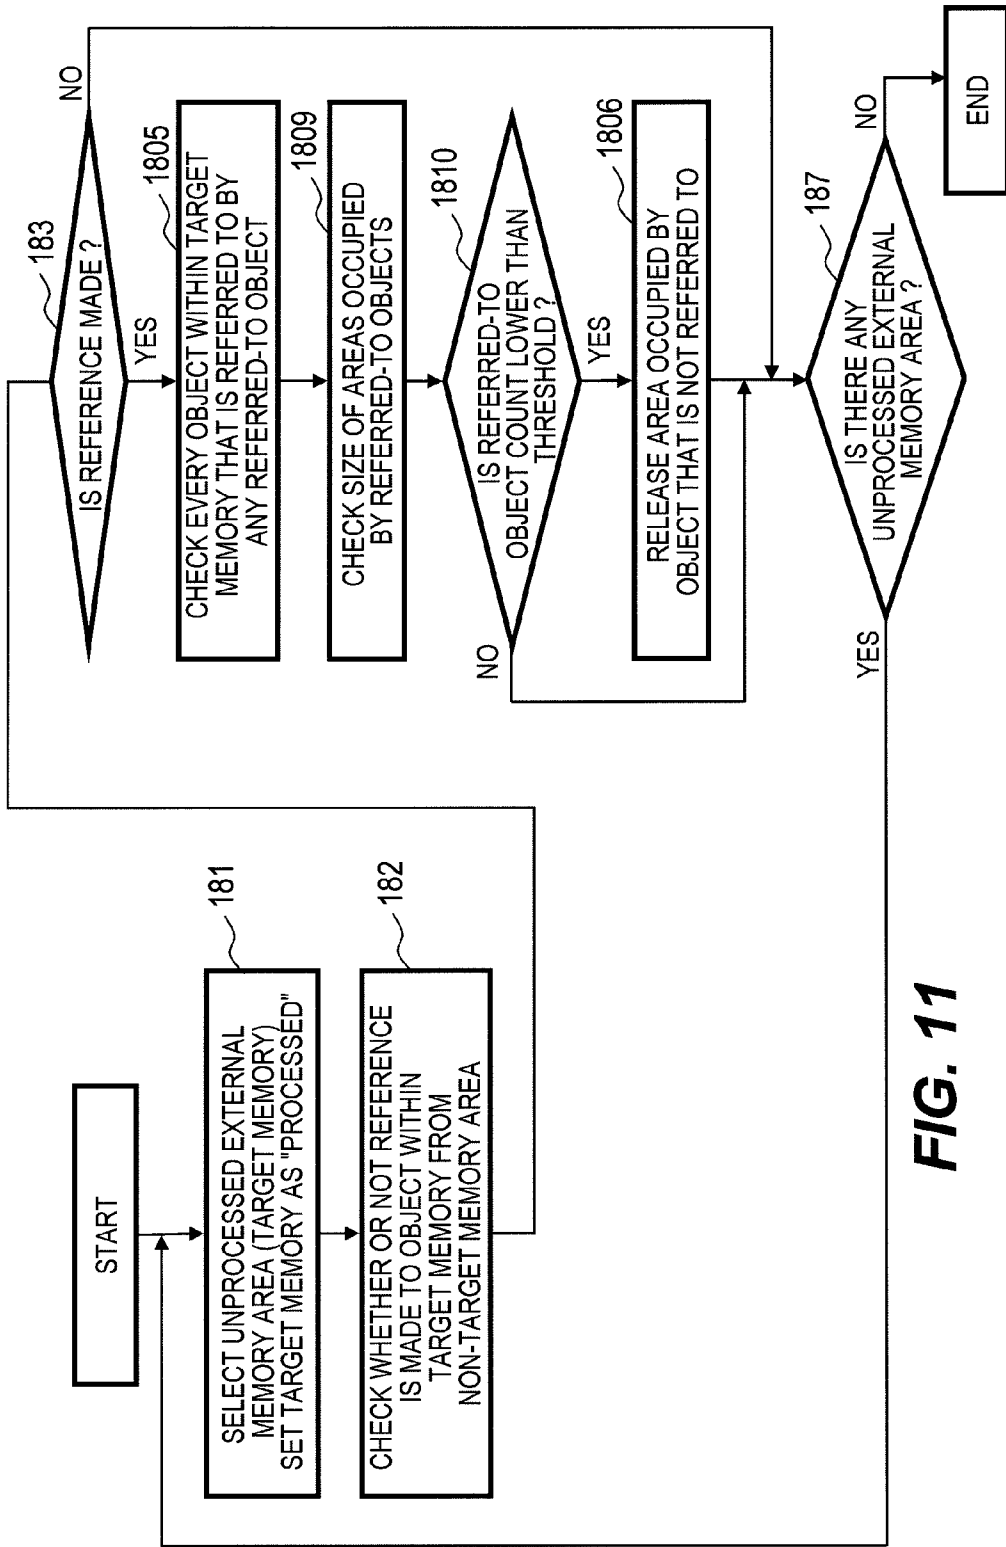 START
181
SELECT UNPROCESSED EXTERNAL
MEMORY AREA (TARGET MEMORY)
SET TARGET MEMORY AS "PROCESSED"
182
CHECK WHETHER OR NOT REFERENCE
IS MADE TO OBJECT WITHIN
TARGET MEMORY FROM
NON-TARGET MEMORY AREA
183
IS REFERENCE MADE ?
NO
YES
1805
CHECK EVERY OBJECT WITHIN TARGET
MEMORY THAT IS REFERRED TO BY
ANY REFERRED-TO OBJECT
1809
CHECK SIZE OF AREAS OCCUPIED
BY REFERRED-TO OBJECTS
1810
IS REFERRED-TO
OBJECT COUNT LOWER THAN
THRESHOLD ?
NO
YES
1806
RELEASE AREA OCCUPIED BY
OBJECT THAT IS NOT REFERRED TO
187
IS THERE ANY
UNPROCESSED EXTERNAL
MEMORY AREA ?
YES
NO
END
FIG. 11